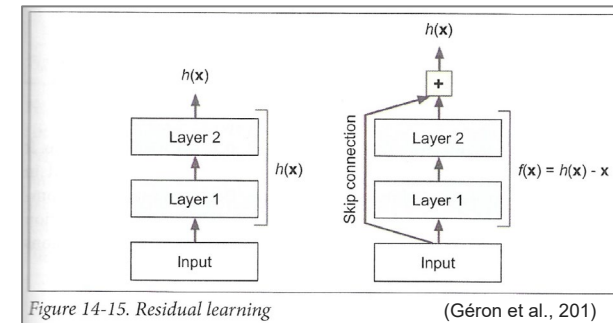 h(x)
Layer 2
Layer 1
Input
h(x)
h(x)
+
Skip connection
Layer 2
Layer 1
Input
f(x) = h(x) - x
Figure 14-15. Residual learning
(Géron et al., 201)